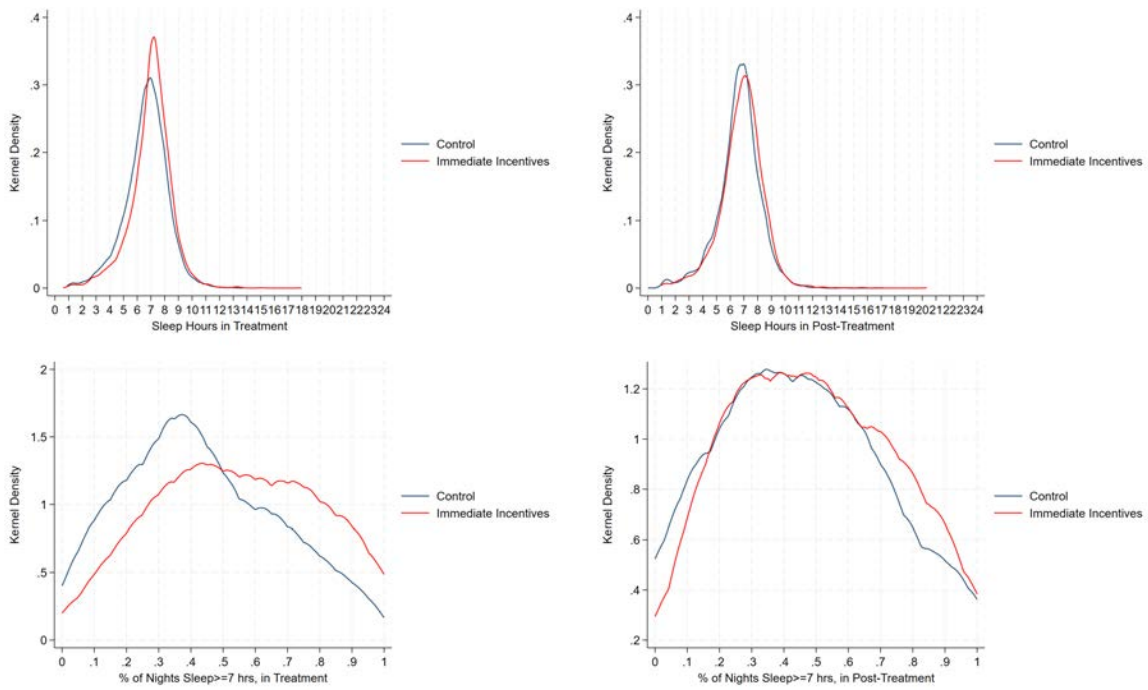 .4
.3
.2
.1
0
Kernel Density
0 1 2 3 4 5 6 7 8 9 10 11 12 13 14 15 16 17 18 19 20 21 22 23 24
Sleep Hours in Treatment
Control
Immediate Incentives
.4
.3
.2
.1
0
Kernel Density
0 1 2 3 4 5 6 7 8 9 10 11 12 13 14 15 16 17 18 19 20 21 22 23 24
Sleep Hours in Post-Treatment
Control
Immediate Incentives
2
1.5
1
.5
0
Kernel Density
0 .1 .2 .3 .4 .5 .6 .7 .8 .9 1
% of Nights Sleep>=7 hrs, in Treatment
Control
Immediate Incentives
1.2
1
.8
.6
.4
.2
Kernel Density
0 .1 .2 .3 .4 .5 .6 .7 .8 .9 1
% of Nights Sleep>=7 hrs, in Post-Treatment
Control
Immediate Incentives